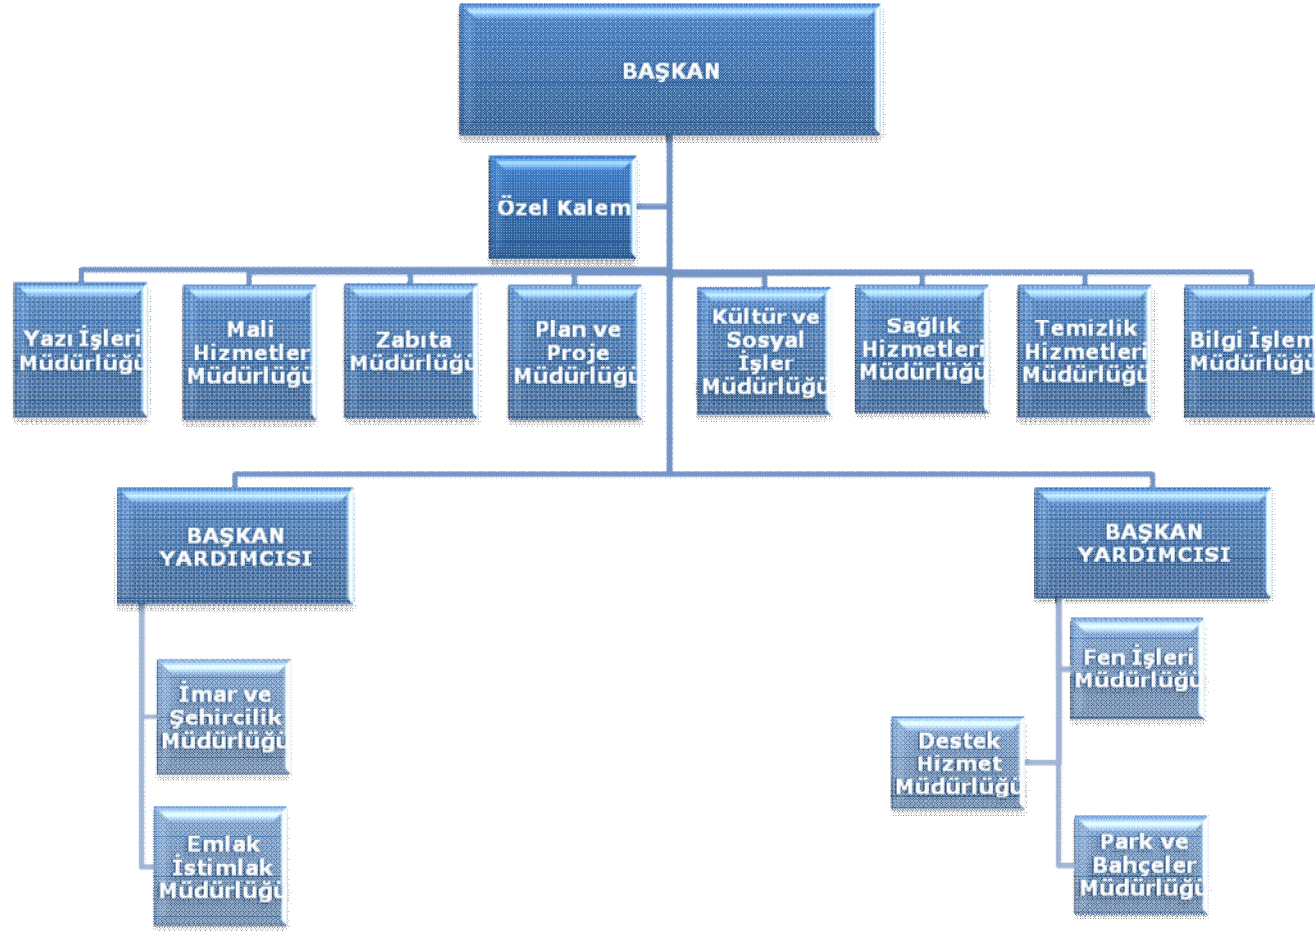 BAŞKAN
Özel Kalem
Yazı İşleri
Müdürlüğü
Mali
Hizmetler
Müdürlüğü
Zabıta
Müdürlüğü
Plan ve
Proje
Müdürlüğü
Kültür ve
Sosyal
İşler
Müdürlüğü
Sağlık
Hizmetleri
Müdürlüğü
Temizlik
Hizmetleri
Müdürlüğü
Bilgi İşlem
Müdürlüğü
BAŞKAN
YARDIMCISI
BAŞKAN
YARDIMCISI
İmar ve
Şehircilik
Müdürlüğü
Emlak
İstimlak
Müdürlüğü
Fen İşleri
Müdürlüğü
Destek
Hizmet
Müdürlüğü
Park ve
Bahçeler
Müdürlüğü